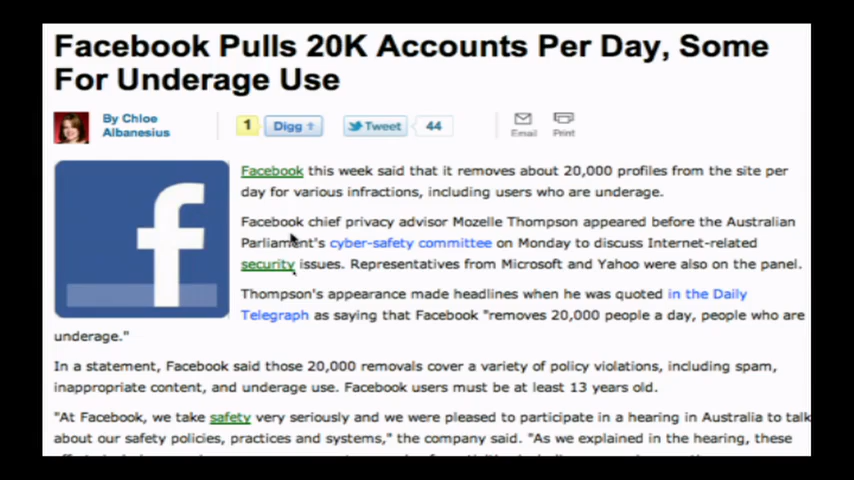 Facebook Pulls 20K Accounts Per Day, Some
For Underage Use
By Chloe
Albanesius
1
Digg
Tweet
44
Email
Print
Facebook this week said that it removes about 20,000 profiles from the site per
day for various infractions, including users who are underage.
Facebook chief privacy advisor Mozelle Thompson appeared before the Australian
Parliament's cyber-safety committee on Monday to discuss Internet-related
security issues. Representatives from Microsoft and Yahoo were also on the panel.
Thompson's appearance made headlines when he was quoted in the Daily
Telegraph as saying that Facebook "removes 20,000 people a day, people who are
underage."
In a statement, Facebook said those 20,000 removals cover a variety of policy violations, including spam,
inappropriate content, and underage use. Facebook users must be at least 13 years old.
"At Facebook, we take safety very seriously and we were pleased to participate in a hearing in Australia to talk
about our safety policies, practices and systems," the company said. "As we explained in the hearing, these